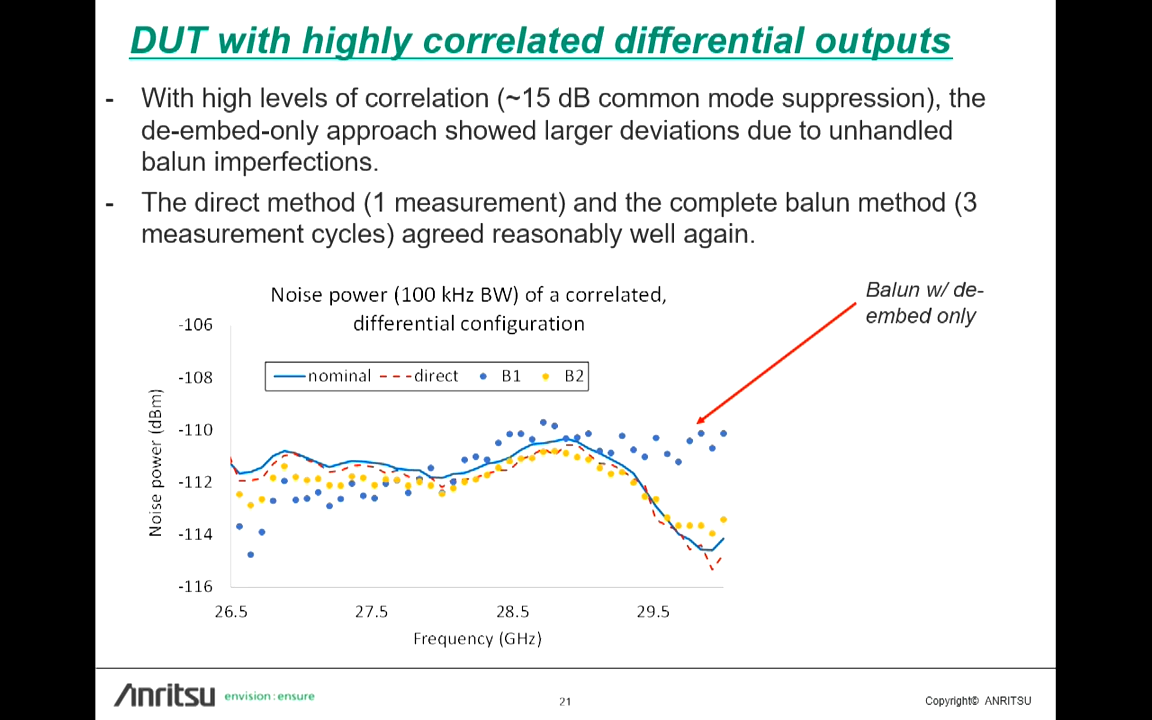 DUT with highly correlated differential outputs
- With high levels of correlation (~15 dB common mode suppression), the
de-embed-only approach showed larger deviations due to unhandled
balun imperfections.
- The direct method (1 measurement) and the complete balun method (3
measurement cycles) agreed reasonably well again.
Noise power (100 kHz BW) of a correlated,
differential configuration
Balun w/ de-
embed only
nominal direct B1 B2
Noise power (dBm)
-106
-108
-110
-112
-114
-116
26.5 27.5 28.5 29.5
Frequency (GHz)
Anritsu envision : ensure
21
Copyright© ANRITSU